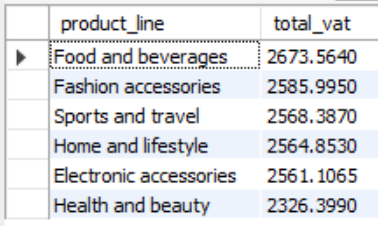 product_line total_vat
Food and beverages 2673.5640
Fashion accessories 2585.9950
Sports and travel 2568.3870
Home and lifestyle 2564.8530
Electronic accessories 2561.1065
Health and beauty 2326.3990